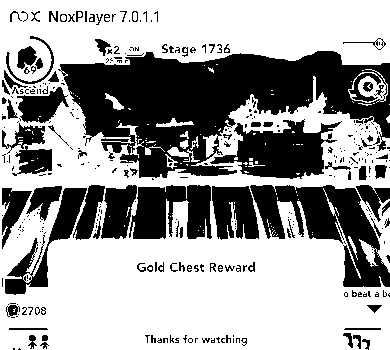 nox NoxPlayer 7.0.1.1
x2 ON Stage 1736
69
Ascend
Gold Chest Reward
o beat a b
2708
Thanks for watching